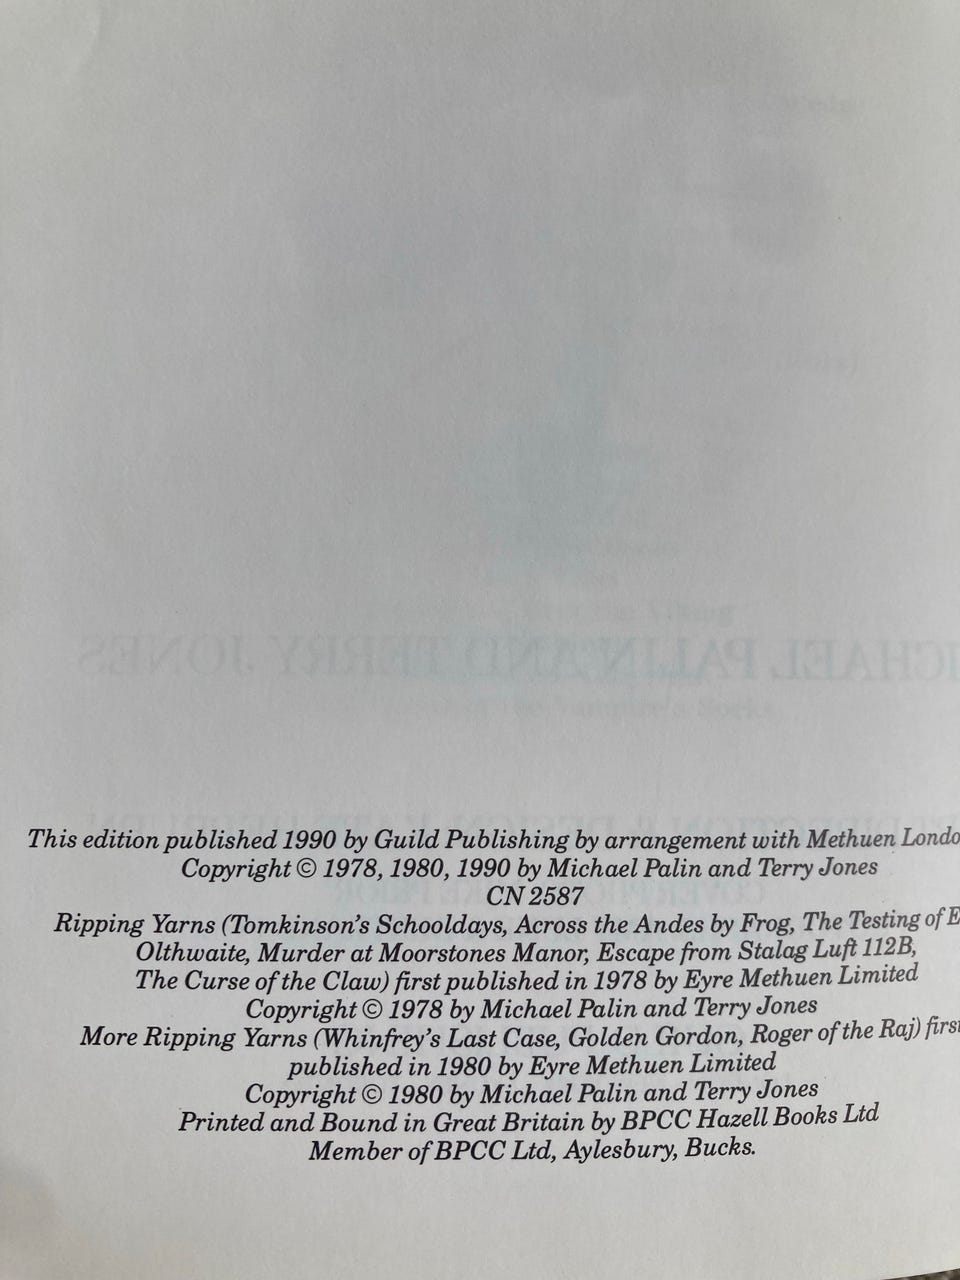 This edition published 1990 by Guild Publishing by arrangement with Methuen Londo
Copyright © 1978, 1980, 1990 by Michael Palin and Terry Jones
CN 2587
Ripping Yarns (Tomkinson's Schooldays, Across the Andes by Frog, The Testing of E
Olthwaite, Murder at Moorstones Manor, Escape from Stalag Luft 112B,
The Curse of the Claw) first published in 1978 by Eyre Methuen Limited
Copyright © 1978 by Michael Palin and Terry Jones
More Ripping Yarns (Whinfrey's Last Case, Golden Gordon, Roger of the Raj) first
published in 1980 by Eyre Methuen Limited
Copyright © 1980 by Michael Palin and Terry Jones
Printed and Bound in Great Britain by BPCC Hazell Books Ltd
Member of BPCC Ltd, Aylesbury, Bucks.